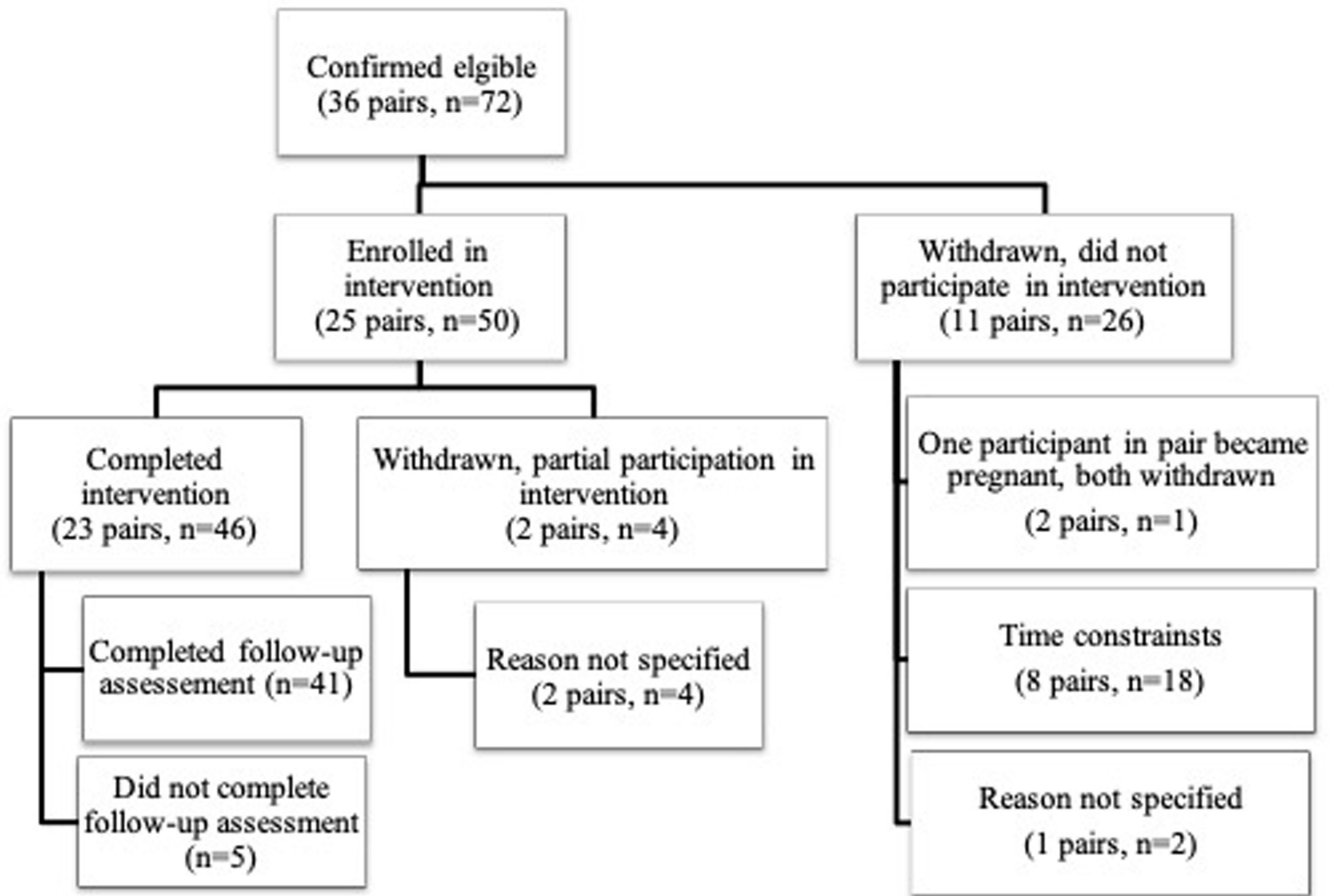 Confirmed elgible
(36 pairs, n=72)
Enrolled in
intervention
(25 pairs, n=50)
Withdrawn, did not
participate in intervention
(11 pairs, n=26)
Completed
intervention
(23 pairs, n=46)
Withdrawn, partial participation in
intervention
(2 pairs, n=4)
One participant in pair became
pregnant, both withdrawn
(2 pairs, n=1)
Completed follow-up
assessement (n=41)
Reason not specified
(2 pairs, n=4)
Time constrainsts
(8 pairs, n=18)
Did not complete
follow-up assessment
(n=5)
Reason not specified
(1 pairs, n=2)